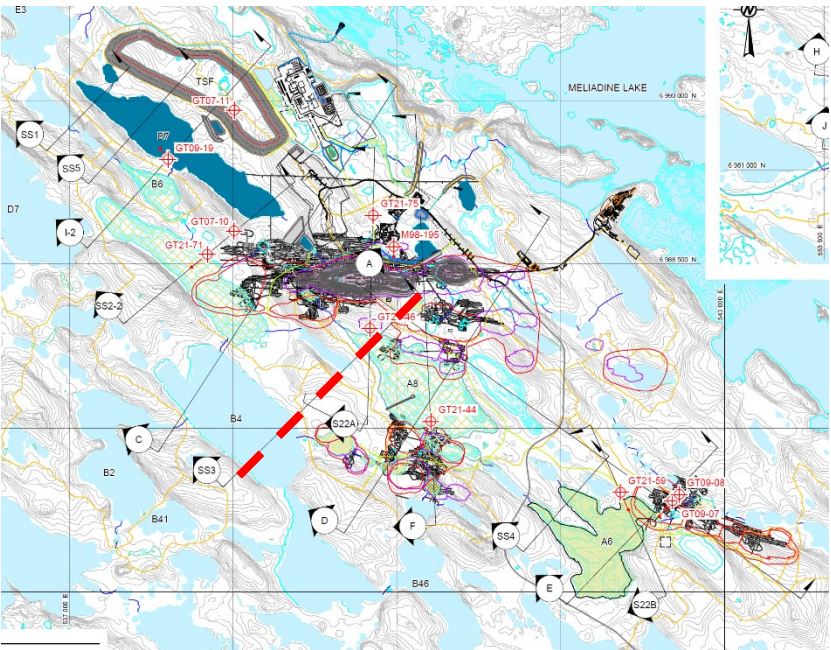 E3
N
H
MELIADINE LAKE
TSF
5 990 000 N
GT07-11
J
SS1
B7
GT09-19
SS5
6 981 000 N
B6
D7
GT21-75
I-2
GT07-10
M98-195
GT21-71
A
6 988 500 N
555 500 E
SS2-2
543 000 E
GT21-46
A8
B4
GT21-44
S22A
C
SS3
B2
GT21-59
GT09-08
GT09-07
B41
D
F
SS4
A6
B46
E
S22B
537 000 E